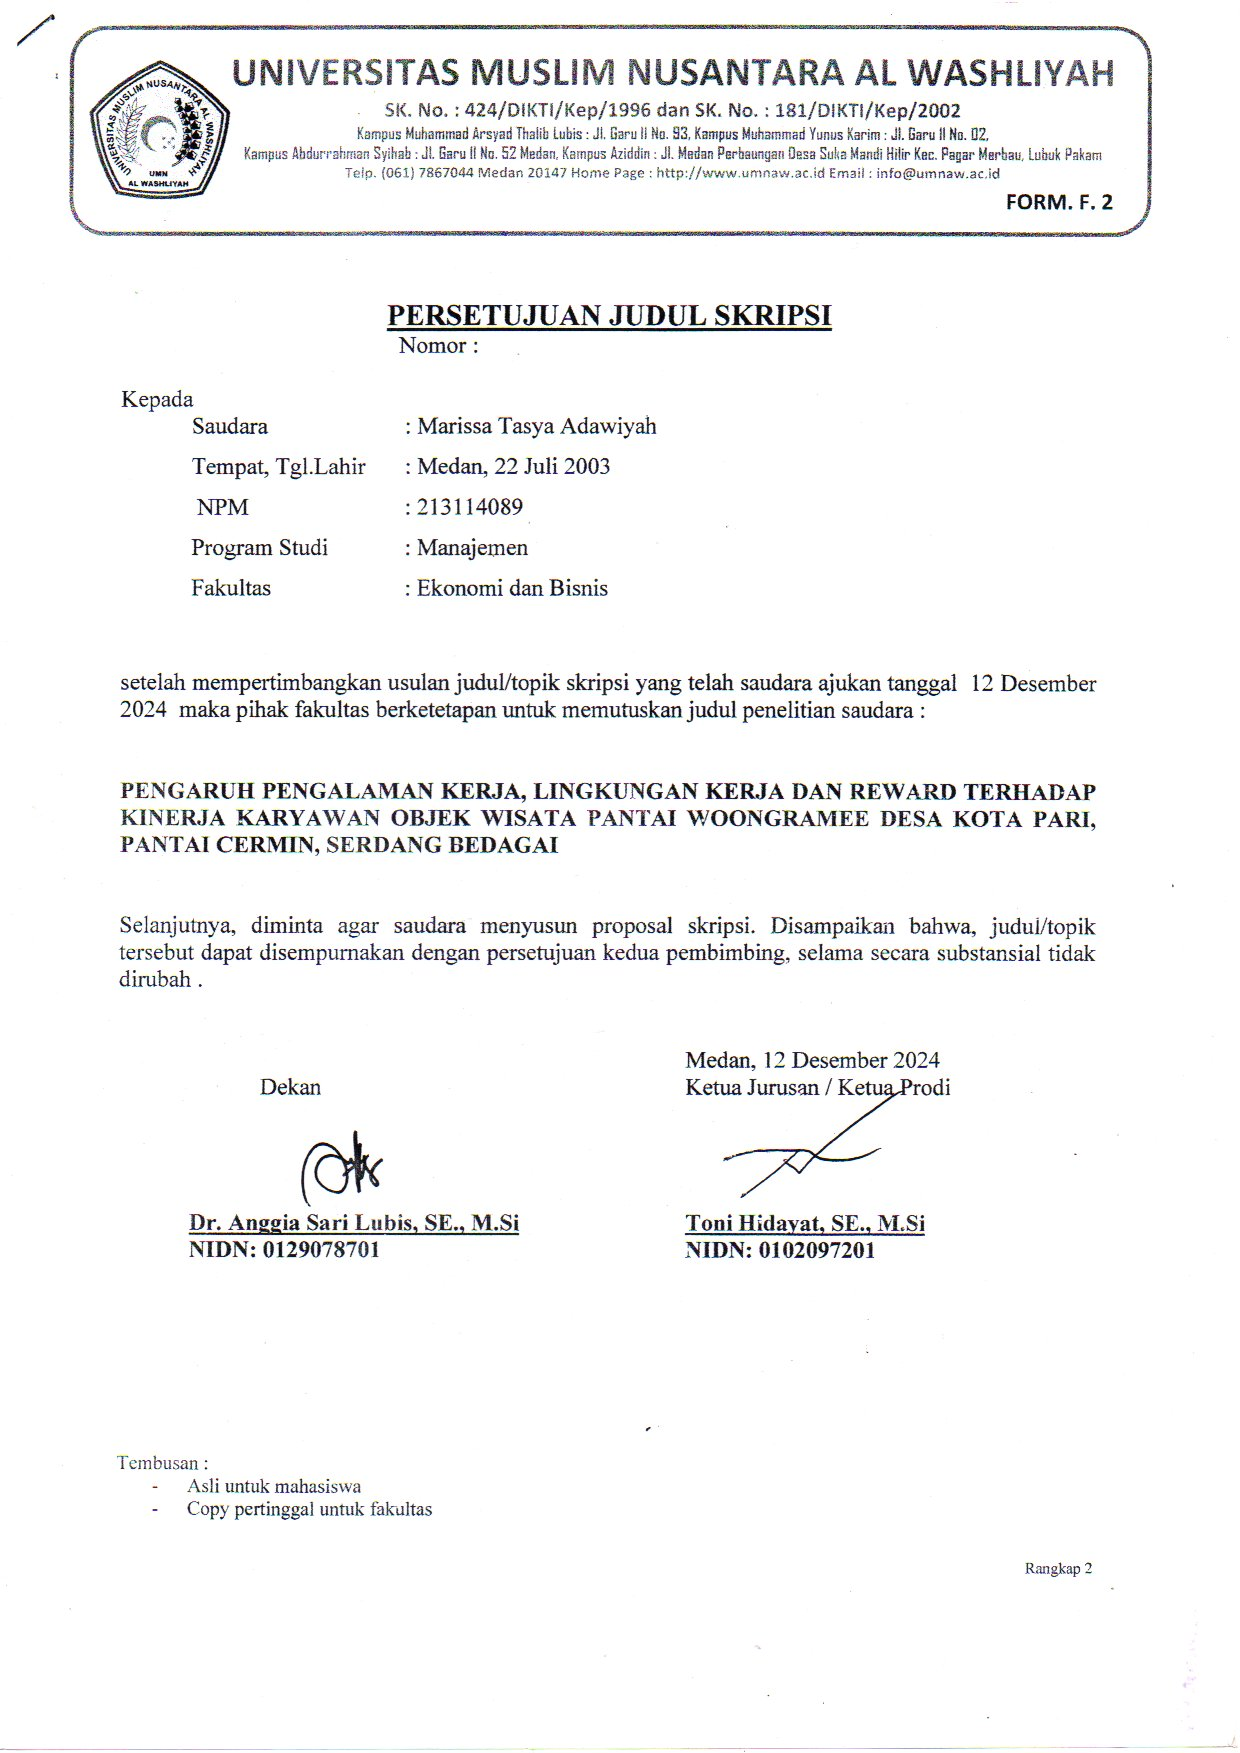 UNIVERSITAS MUSLIM NUSANTARA AL WASHLIYAH
SK. No. : 424/DIKTI/Kep/1996 dan SK. No. : 181/DIKTI/Kep/2002
Kampus Muhammad Arsyad Thalib Lubis : Jl. Garu II No. 93, Kampus Muhammad Yunus Karim : Jl. Garu II No. 02,
Kampus Abdurrahman Syihab : Jl. Garu II No. 52 Medan, Kampus Aziddin : Jl. Medan Perbaungan Desa Suka Mandi Hilir Kec. Pagar Merbau, Lubuk Pakam
Telp. (061) 7867044 Medan 20147 Home Page : http://www.umnaw.ac.id Email : info@umnaw.ac.id
FORM. F. 2
UNIVERSITAS MUSLIM NUSANTARA AL WASHLIYAH
UMN
AL WASHLIYAH
PERSETUJUAN JUDUL SKRIPSI
Nomor :
Kepada
Saudara : Marissa Tasya Adawiyah
Tempat, Tgl.Lahir : Medan, 22 Juli 2003
NPM : 213114089
Program Studi : Manajemen
Fakultas : Ekonomi dan Bisnis
setelah mempertimbangkan usulan judul/topik skripsi yang telah saudara ajukan tanggal 12 Desember
2024 maka pihak fakultas berketetapan untuk memutuskan judul penelitian saudara :
PENGARUH PENGALAMAN KERJA, LINGKUNGAN KERJA DAN REWARD TERHADAP
KINERJA KARYAWAN OBJEK WISATA PANTAI WOONGRAMEE DESA KOTA PARI,
PANTAI CERMIN, SERDANG BEDAGAI
Selanjutnya, diminta agar saudara menyusun proposal skripsi. Disampaikan bahwa, judul/topik
tersebut dapat disempurnakan dengan persetujuan kedua pembimbing, selama secara substansial tidak
dirubah .
Medan, 12 Desember 2024
Dekan Ketua Jurusan / Ketua Prodi
Dr. Anggia Sari Lubis, SE., M.Si Toni Hidayat, SE., M.Si
NIDN: 0129078701 NIDN: 0102097201
Tembusan :
- Asli untuk mahasiswa
- Copy pertinggal untuk fakultas
Rangkap 2